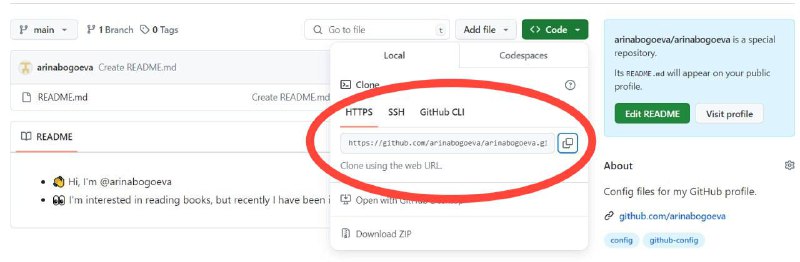 main
1 Branch
0 Tags
Go to file
t
Add file
Code
arinabogoeva Create README.md
README.md Create README.md
README
Hi, I'm @arinabogoeva
I'm interested in reading books, but recently I have been i
Local
Codespaces
Clone
HTTPS SSH GitHub CLI
https://github.com/arinabogoeva/arinabogoeva.gi
Clone using the web URL.
Open with GitHub Desktop
Download ZIP
arinabogoeva/arinabogoeva is a special
repository.
Its README.md will appear on your public
profile.
Edit README
Visit profile
About
Config files for my GitHub profile.
github.com/arinabogoeva
config github-config